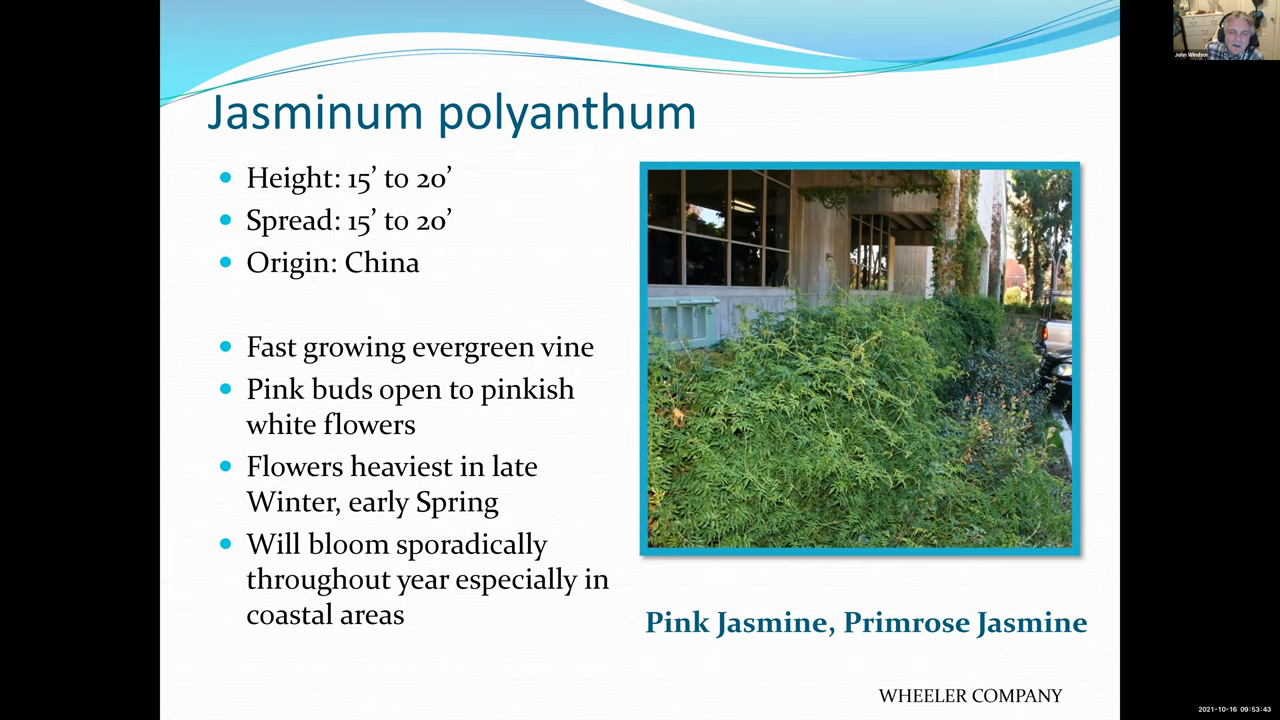 John Windsor
Jasminum polyanthum
Height: 15’ to 20’
Spread: 15’ to 20’
Origin: China
Fast growing evergreen vine
Pink buds open to pinkish
white flowers
Flowers heaviest in late
Winter, early Spring
Will bloom sporadically
throughout year especially in
coastal areas
Pink Jasmine, Primrose Jasmine
WHEELER COMPANY
2021-10-16 09:53:43